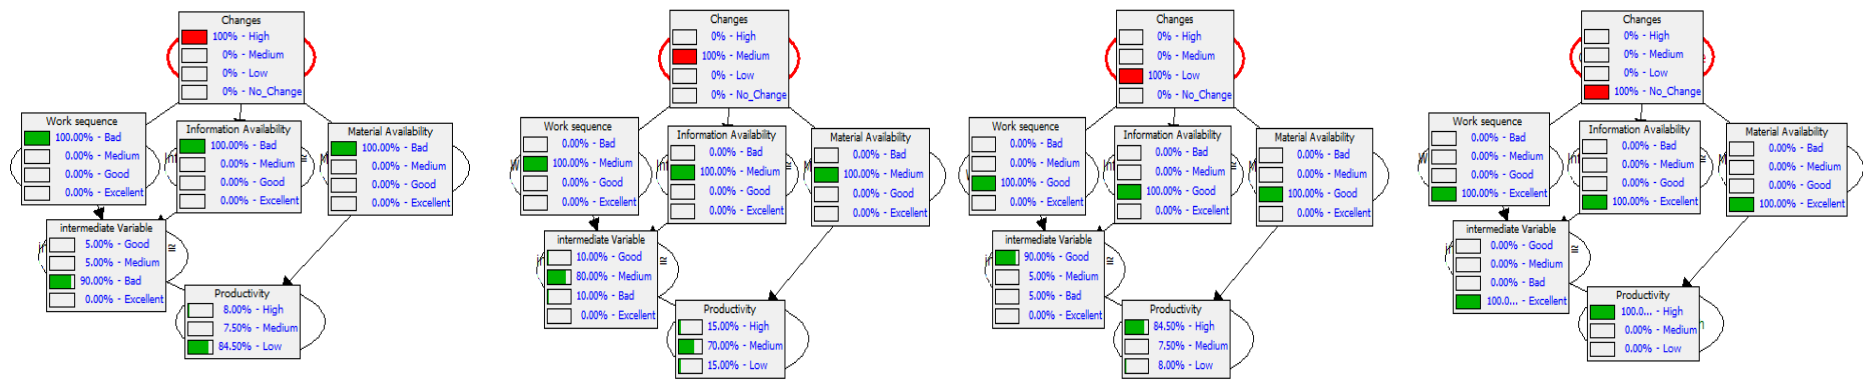 Changes
100% - High
0% - Medium
0% - Low
0% - No_Change
Work sequence
100.00% - Bad
0.00% - Medium
0.00% - Good
0.00% - Excellent
Information Availability
100.00% - Bad
0.00% - Medium
0.00% - Good
0.00% - Excellent
Material Availability
100.00% - Bad
0.00% - Medium
0.00% - Good
0.00% - Excellent
intermediate Variable
5.00% - Good
5.00% - Medium
90.00% - Bad
0.00% - Excellent
Productivity
8.00% - High
7.50% - Medium
84.50% - Low
Changes
0% - High
100% - Medium
0% - Low
0% - No_Change
Work sequence
0.00% - Bad
100.00% - Medium
0.00% - Good
0.00% - Excellent
Information Availability
0.00% - Bad
100.00% - Medium
0.00% - Good
0.00% - Excellent
Material Availability
0.00% - Bad
100.00% - Medium
0.00% - Good
0.00% - Excellent
intermediate Variable
10.00% - Good
80.00% - Medium
10.00% - Bad
0.00% - Excellent
Productivity
15.00% - High
70.00% - Medium
15.00% - Low
Changes
0% - High
0% - Medium
100% - Low
0% - No_Change
Work sequence
0.00% - Bad
0.00% - Medium
100.00% - Good
0.00% - Excellent
Information Availability
0.00% - Bad
0.00% - Medium
100.00% - Good
0.00% - Excellent
Material Availability
0.00% - Bad
0.00% - Medium
100.00% - Good
0.00% - Excellent
intermediate Variable
90.00% - Good
5.00% - Medium
5.00% - Bad
0.00% - Excellent
Productivity
84.50% - High
7.50% - Medium
8.00% - Low
Changes
0% - High
0% - Medium
0% - Low
100% - No_Change
Work sequence
0.00% - Bad
0.00% - Medium
0.00% - Good
100.00% - Excellent
Information Availability
0.00% - Bad
0.00% - Medium
0.00% - Good
100.00% - Excellent
Material Availability
0.00% - Bad
0.00% - Medium
0.00% - Good
100.00% - Excellent
intermediate Variable
0.00% - Good
0.00% - Medium
0.00% - Bad
100.0... - Excellent
Productivity
100.0... - High
0.00% - Medium
0.00% - Low